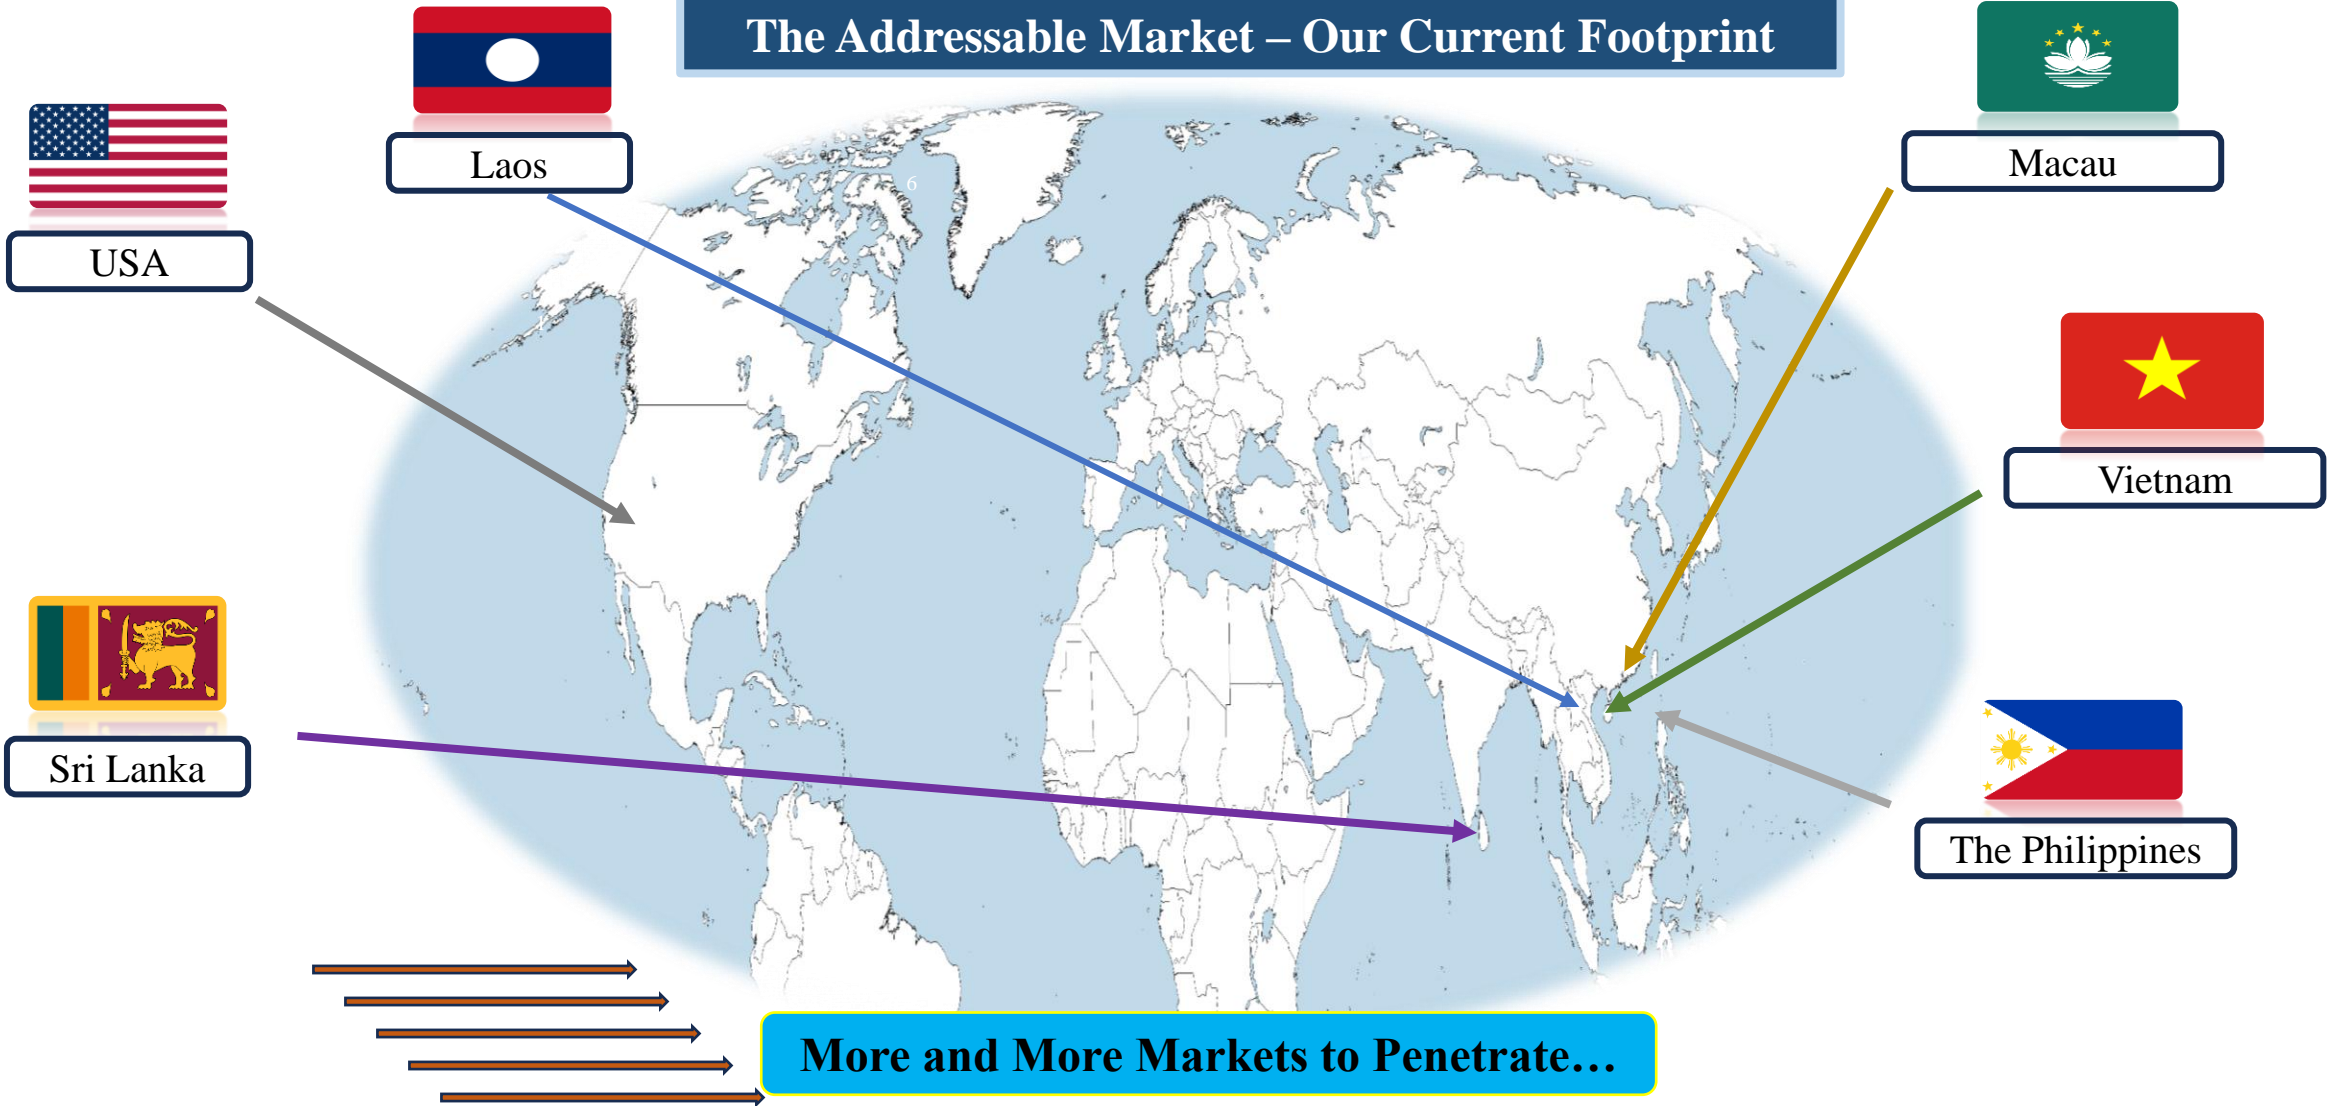 The Addressable Market – Our Current Footprint
Laos
Macau
USA
6
Vietnam
Sri Lanka
The Philippines
More and More Markets to Penetrate…